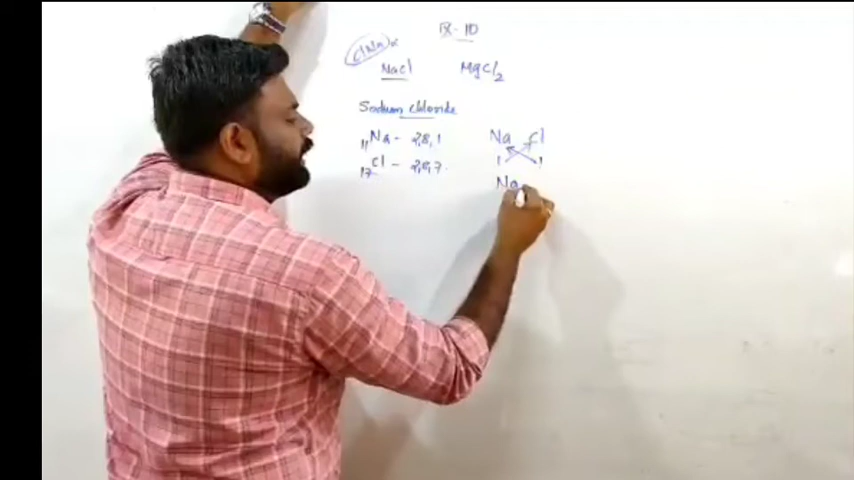 IX-10
ClNa x
NaCl MgCl2
Sodium chloride
11Na - 2,8,1
17Cl - 2,8,7.
Na Cl
1 1
Na